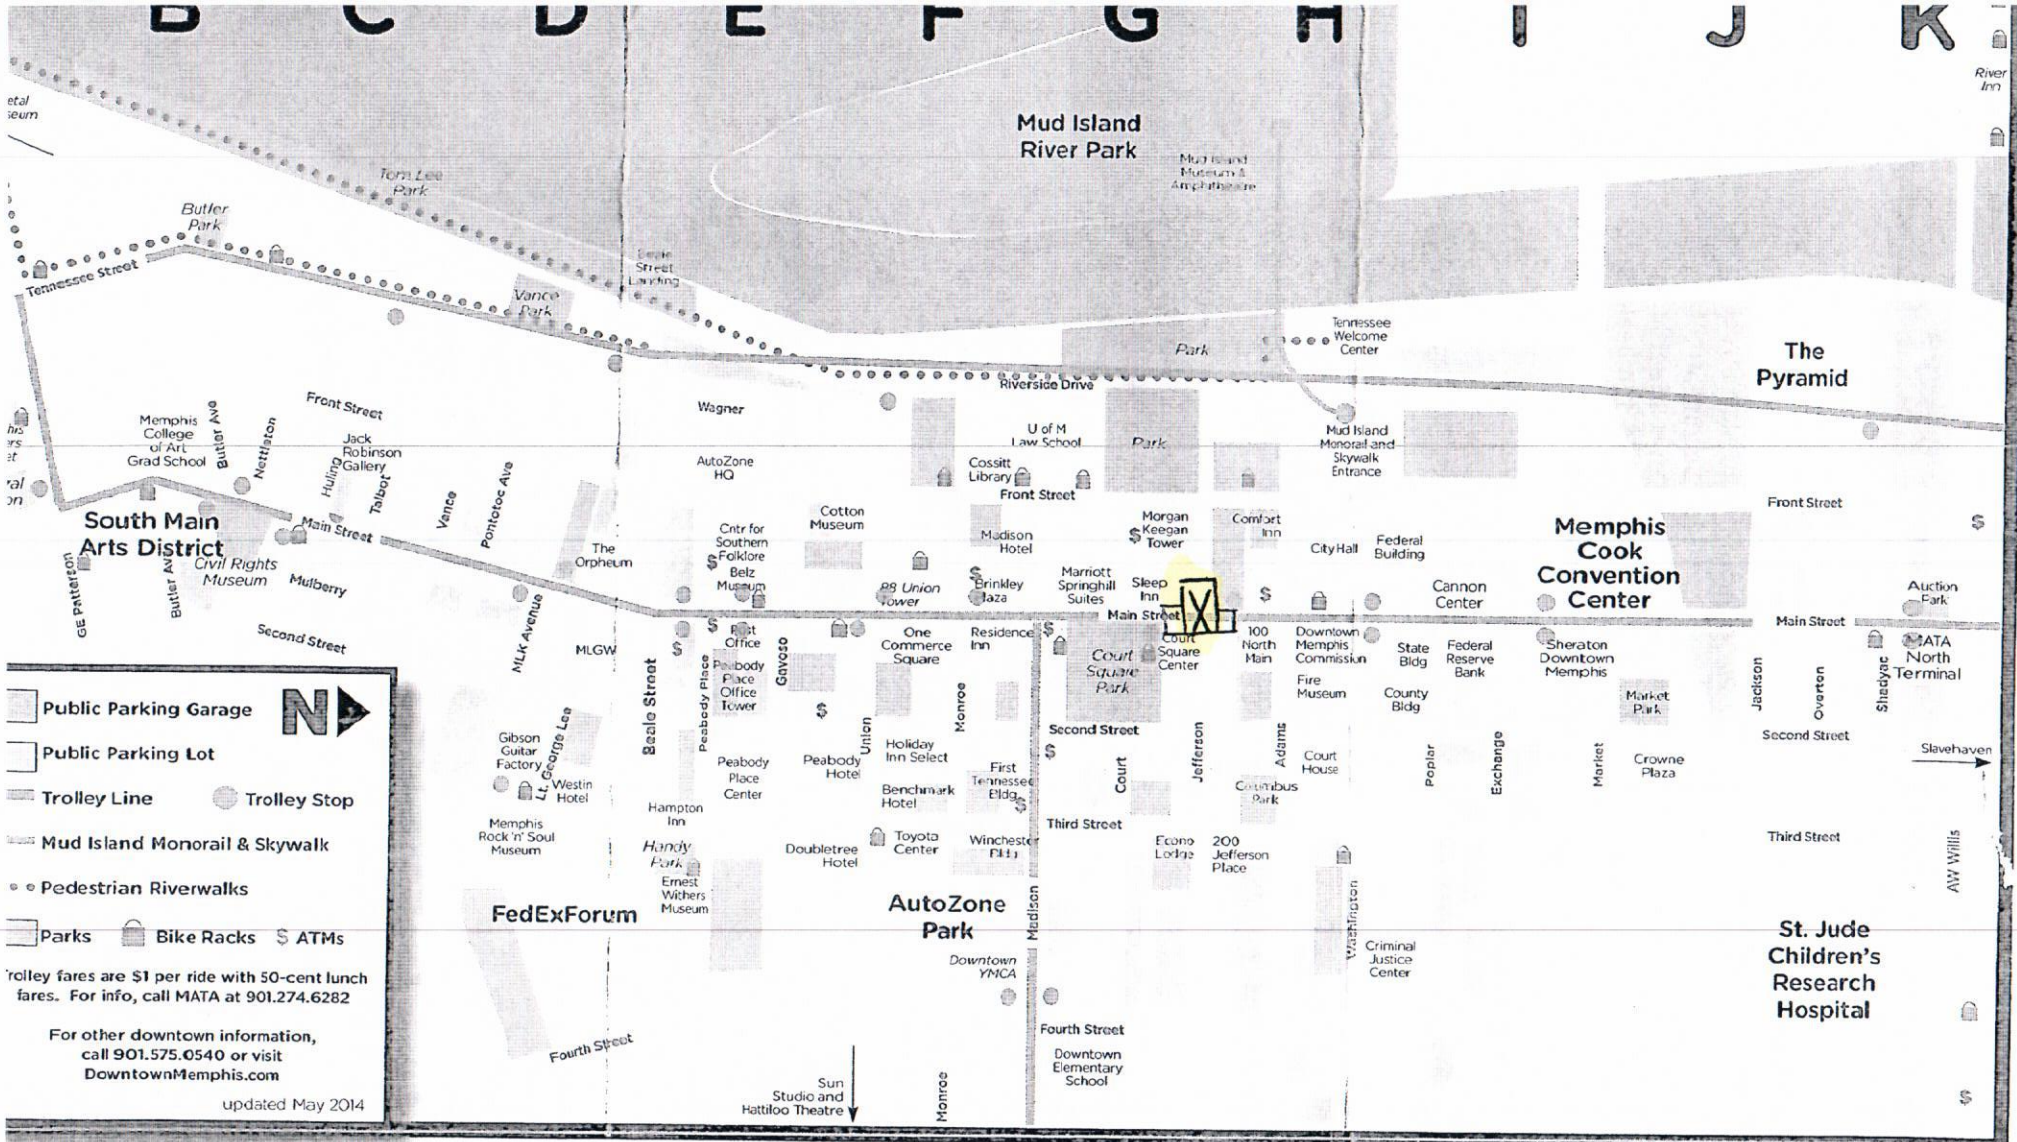 B C D E F G H I J K
River
Inn
etal
seum
Mud Island
River Park
Mud Island
Museum &
Amphitheatre
Tom Lee
Park
Butler
Park
Beale
Street
Landing
Tennessee Street
Vance
Park
Tennessee
Welcome
Center
Park
The
Pyramid
Riverside Drive
Wagner
Front Street
Memphis
College
of Art
Grad School
Butler Ave
Nettleton
Huling
Jack
Robinson
Gallery
Talbot
Vance
Pontotoc Ave
AutoZone
HQ
U of M
Law School
Cossitt
Library
Park
Front Street
Mud Island
Monorail and
Skywalk
Entrance
Front Street
South Main
Arts District
Main Street
Civil Rights
Museum
GE Patterson
Butler Ave
Mulberry
Second Street
The
Orpheum
Cntr for
Southern
Folklore
Belz
Museum
Cotton
Museum
88 Union
Tower
Madison
Hotel
Brinkley
Plaza
Marriott
Springhill
Suites
Morgan
Keegan
Tower
Sleep
Inn
Comfort
Inn
City Hall
Federal
Building
Cannon
Center
Memphis
Cook
Convention
Center
Auction
Park
Main Street
X
Main Street
MLK Avenue
MLGW
Beale Street
Peabody Place
Post
Office
Peabody
Place
Office
Tower
Gayoso
Union
One
Commerce
Square
Monroe
Residence
Inn
Court
Square
Park
Court
Square
Center
100
North
Main
Downtown
Memphis
Commission
Fire
Museum
State
Bldg
County
Bldg
Federal
Reserve
Bank
Sheraton
Downtown
Memphis
Market
Park
Jackson
Overton
Shadyac
MATA
North
Terminal
Second Street
Second Street
Slavehaven
Gibson
Guitar
Factory
Lt. George Lee
Westin
Hotel
Memphis
Rock 'n' Soul
Museum
Hampton
Inn
Handy
Park
Ernest
Withers
Museum
Peabody
Place
Center
Peabody
Hotel
Holiday
Inn Select
Benchmark
Hotel
First
Tennessee
Bldg
Doubletree
Hotel
Toyota
Center
Winchester
Bldg
Madison
Court
Jefferson
Adams
Court
House
Columbus
Park
Poplar
Exchange
Market
Crowne
Plaza
Third Street
Third Street
Econo
Lodge
200
Jefferson
Place
Washington
AW Willis
FedExForum
AutoZone
Park
Downtown
YMCA
Criminal
Justice
Center
St. Jude
Children's
Research
Hospital
Fourth Street
Fourth Street
Downtown
Elementary
School
Sun
Studio and
Hattiloo Theatre
Monroe
N
Public Parking Garage
Public Parking Lot
Trolley Line Trolley Stop
Mud Island Monorail & Skywalk
Pedestrian Riverwalks
Parks Bike Racks $ ATMs
rolley fares are $1 per ride with 50-cent lunch
fares. For info, call MATA at 901.274.6282
For other downtown information,
call 901.575.0540 or visit
DowntownMemphis.com
updated May 2014